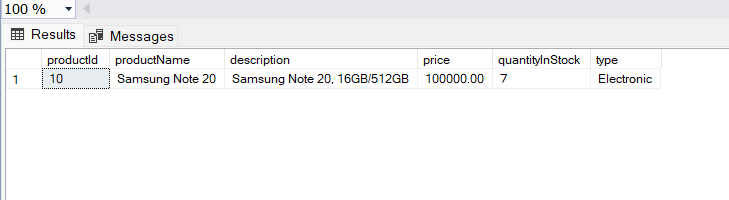 100 %
Results Messages
productId productName description price quantityInStock type
1 10 Samsung Note 20 Samsung Note 20, 16GB/512GB 100000.00 7 Electronic